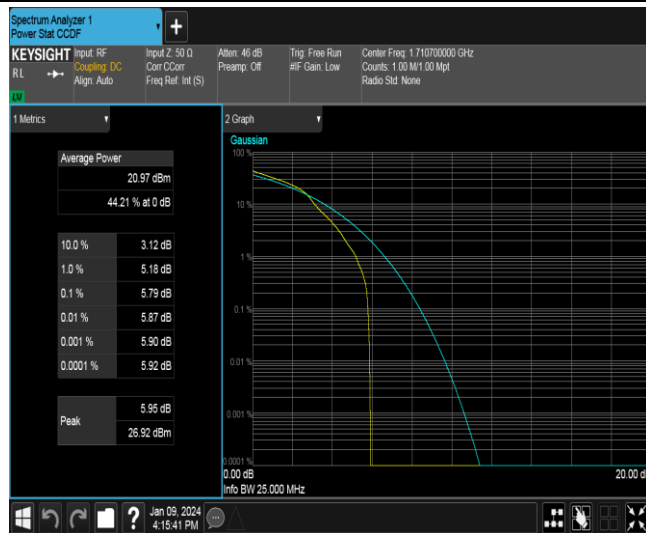 Spectrum Analyzer 1
Power Stat CCDF
+
KEYSIGHT
RL
Input: RF
Coupling: DC
Align: Auto
Input Z: 50 Ω
Corr CCorr
Freq Ref: Int (S)
Atten: 46 dB
Preamp: Off
Trig: Free Run
#IF Gain: Low
Center Freq: 1.710700000 GHz
Counts: 1.00 M/1.00 Mpt
Radio Std: None
1 Metrics
Average Power
20.97 dBm
44.21 % at 0 dB
10.0 % 3.12 dB
1.0 % 5.18 dB
0.1 % 5.79 dB
0.01 % 5.87 dB
0.001 % 5.90 dB
0.0001 % 5.92 dB
Peak
5.95 dB
26.92 dBm
2 Graph
Gaussian
100 %
10 %
1 %
0.1 %
0.01 %
0.001 %
0.0001 %
0.00 dB
20.00 d
Info BW 25.000 MHz
?
Jan 09, 2024
4:15:41 PM